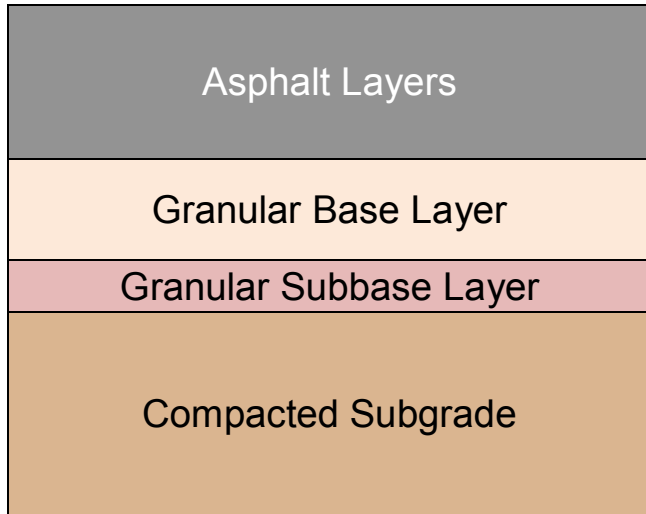 Asphalt Layers
Granular Base Layer
Granular Subbase Layer
Compacted Subgrade